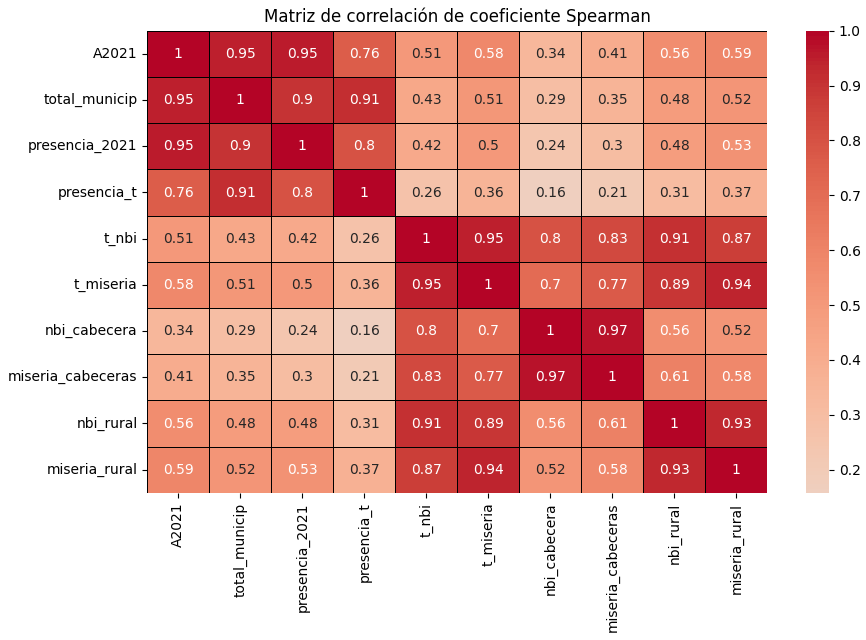 Matriz de correlación de coeficiente Spearman
A2021 1 0.95 0.95 0.76 0.51 0.58 0.34 0.41 0.56 0.59
total_municip 0.95 1 0.9 0.91 0.43 0.51 0.29 0.35 0.48 0.52
presencia_2021 0.95 0.9 1 0.8 0.42 0.5 0.24 0.3 0.48 0.53
presencia_t 0.76 0.91 0.8 1 0.26 0.36 0.16 0.21 0.31 0.37
t_nbi 0.51 0.43 0.42 0.26 1 0.95 0.8 0.83 0.91 0.87
t_miseria 0.58 0.51 0.5 0.36 0.95 1 0.7 0.77 0.89 0.94
nbi_cabecera 0.34 0.29 0.24 0.16 0.8 0.7 1 0.97 0.56 0.52
miseria_cabeceras 0.41 0.35 0.3 0.21 0.83 0.77 0.97 1 0.61 0.58
nbi_rural 0.56 0.48 0.48 0.31 0.91 0.89 0.56 0.61 1 0.93
miseria_rural 0.59 0.52 0.53 0.37 0.87 0.94 0.52 0.58 0.93 1
A2021
total_municip
presencia_2021
presencia_t
t_nbi
t_miseria
nbi_cabecera
miseria_cabeceras
nbi_rural
miseria_rural
1.0
0.9
0.8
0.7
0.6
0.5
0.4
0.3
0.2